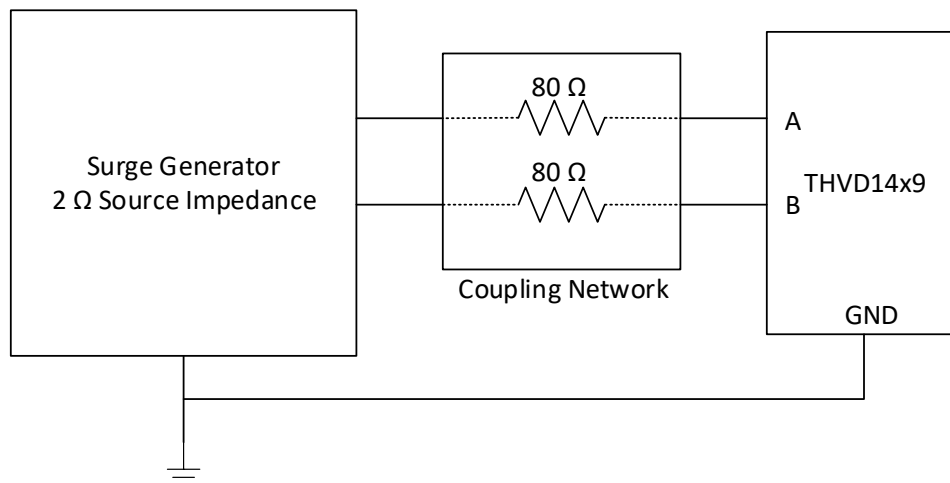 Surge Generator
2 Ω Source Impedance
80 Ω
80 Ω
Coupling Network
A
THVD14x9
B
GND